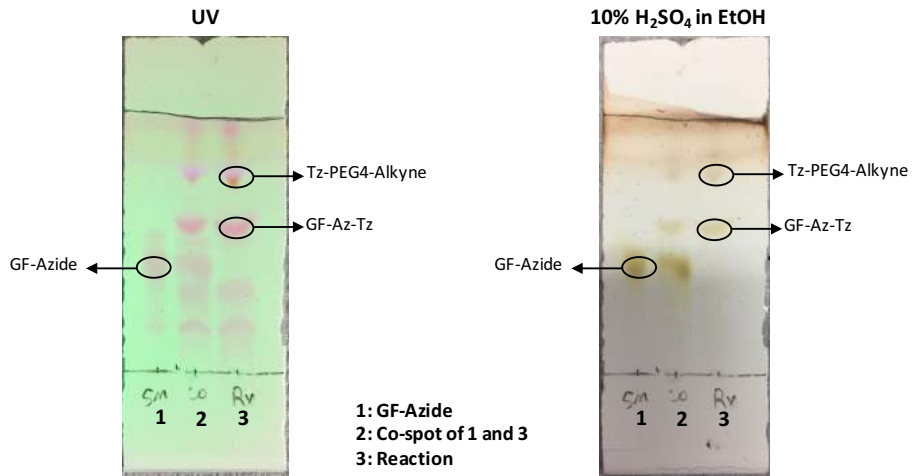 UV
10% H₂SO₄ in EtOH
Tz-PEG4-Alkyne
GF-Az-Tz
GF-Azide
Tz-PEG4-Alkyne
GF-Az-Tz
GF-Azide
SM CO RX
1 2 3
SM CO RX
1 2 3
1: GF-Azide
2: Co-spot of 1 and 3
3: Reaction